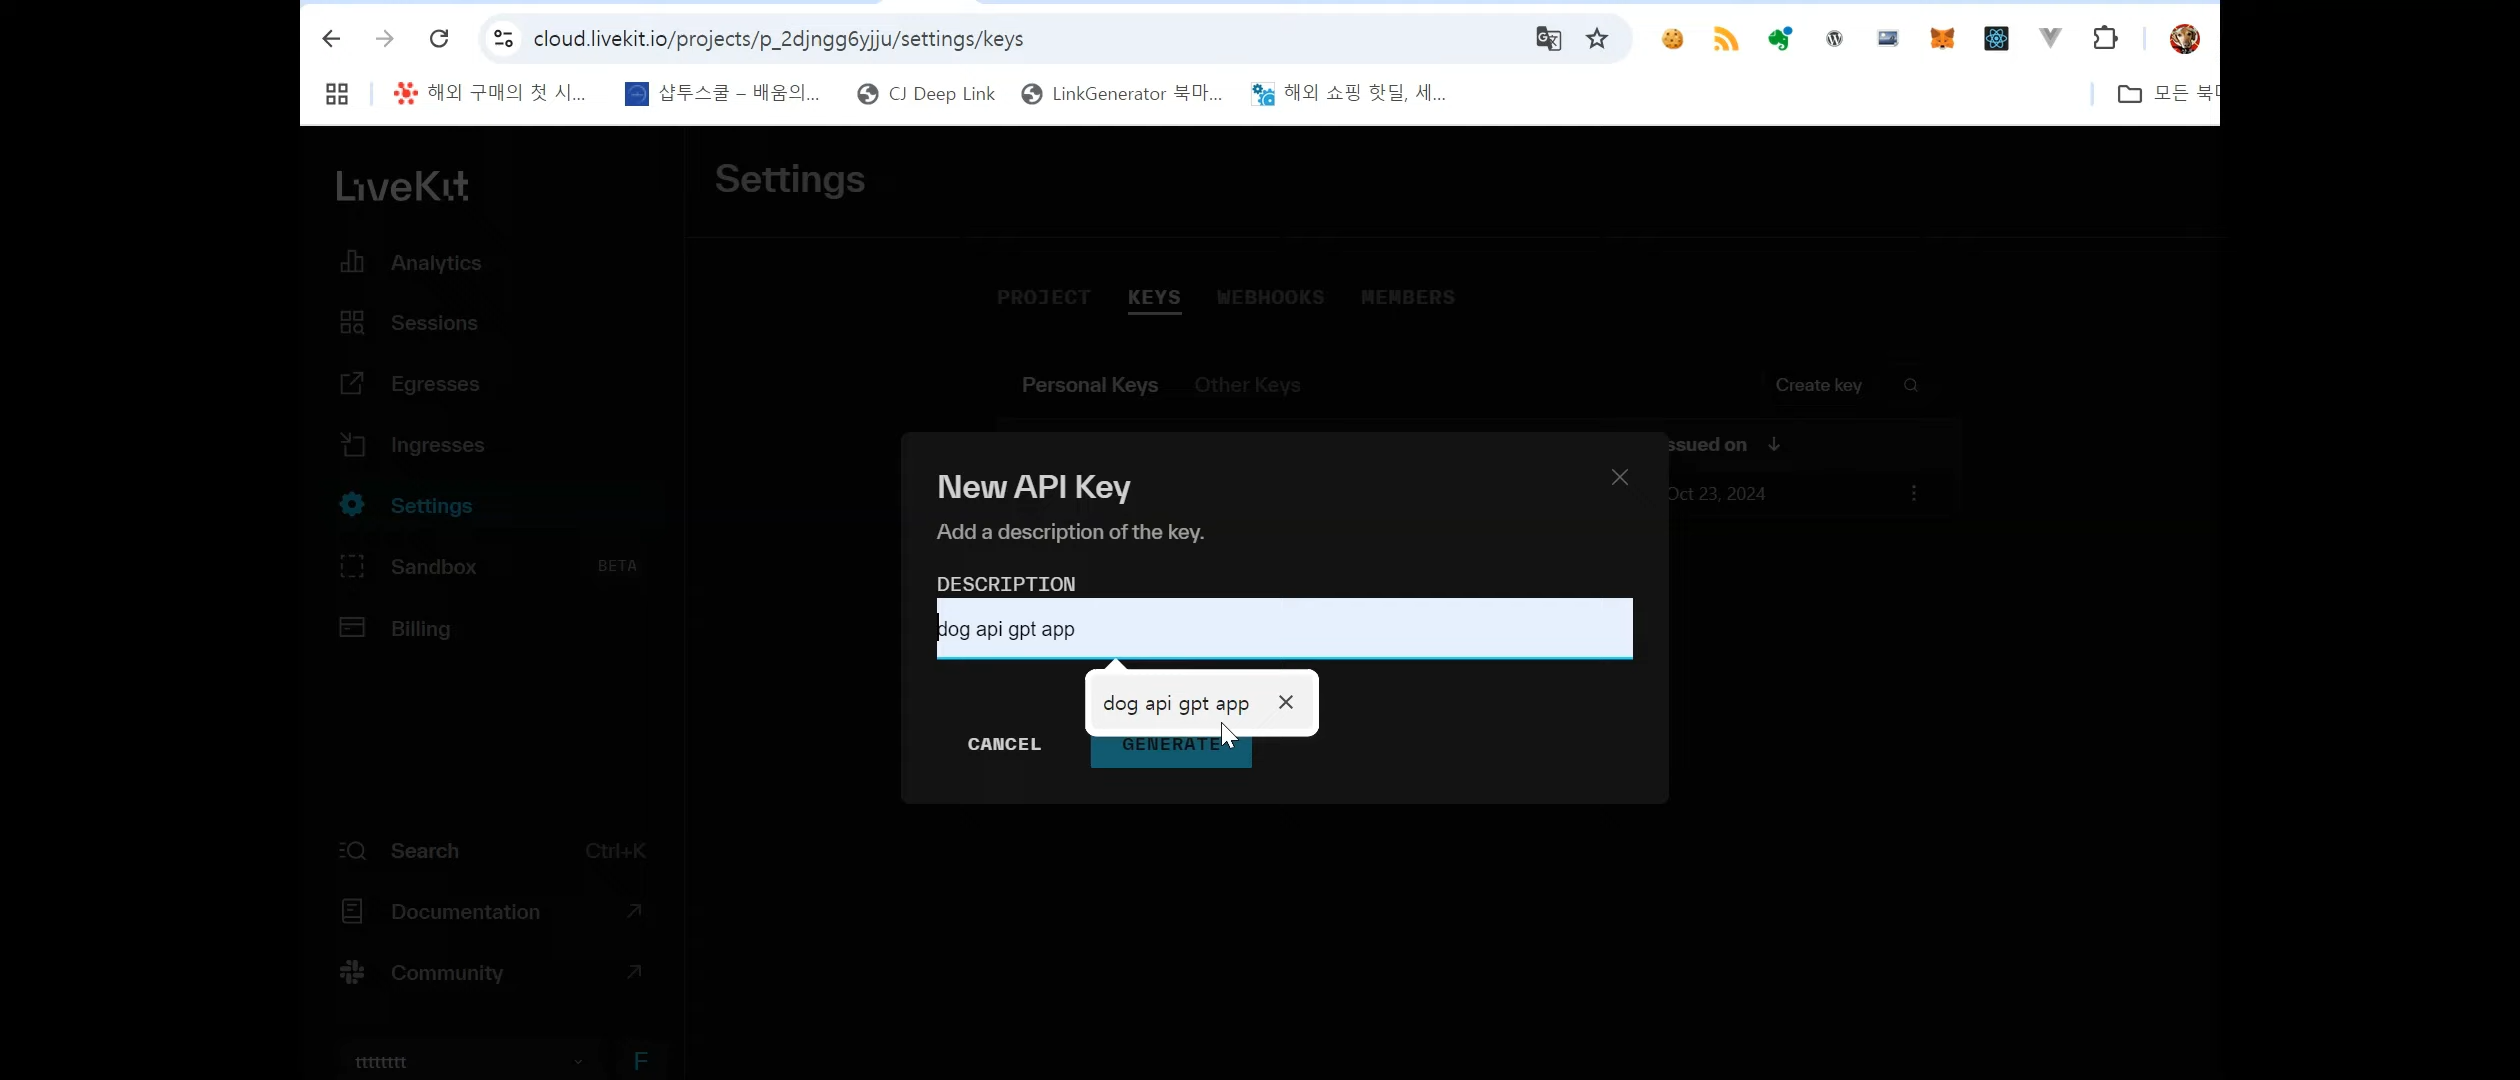 cloud.livekit.io/projects/p_2djngg6yjju/settings/keys
해외 구매의 첫 시... 샵투스쿨 – 배움의... CJ Deep Link LinkGenerator 북마... 해외 쇼핑 핫딜, 세... 모든 북
LiveKit
Settings
Analytics
Sessions
Egresses
Ingresses
Settings
Sandbox BETA
Billing
Search Ctrl+K
Documentation
Community
tttttttt F
PROJECT KEYS WEBHOOKS MEMBERS
Personal Keys Other Keys Create key
ssued on
Oct 23, 2024
New API Key
Add a description of the key.
DESCRIPTION
dog api gpt app
dog api gpt app
CANCEL GENERATE